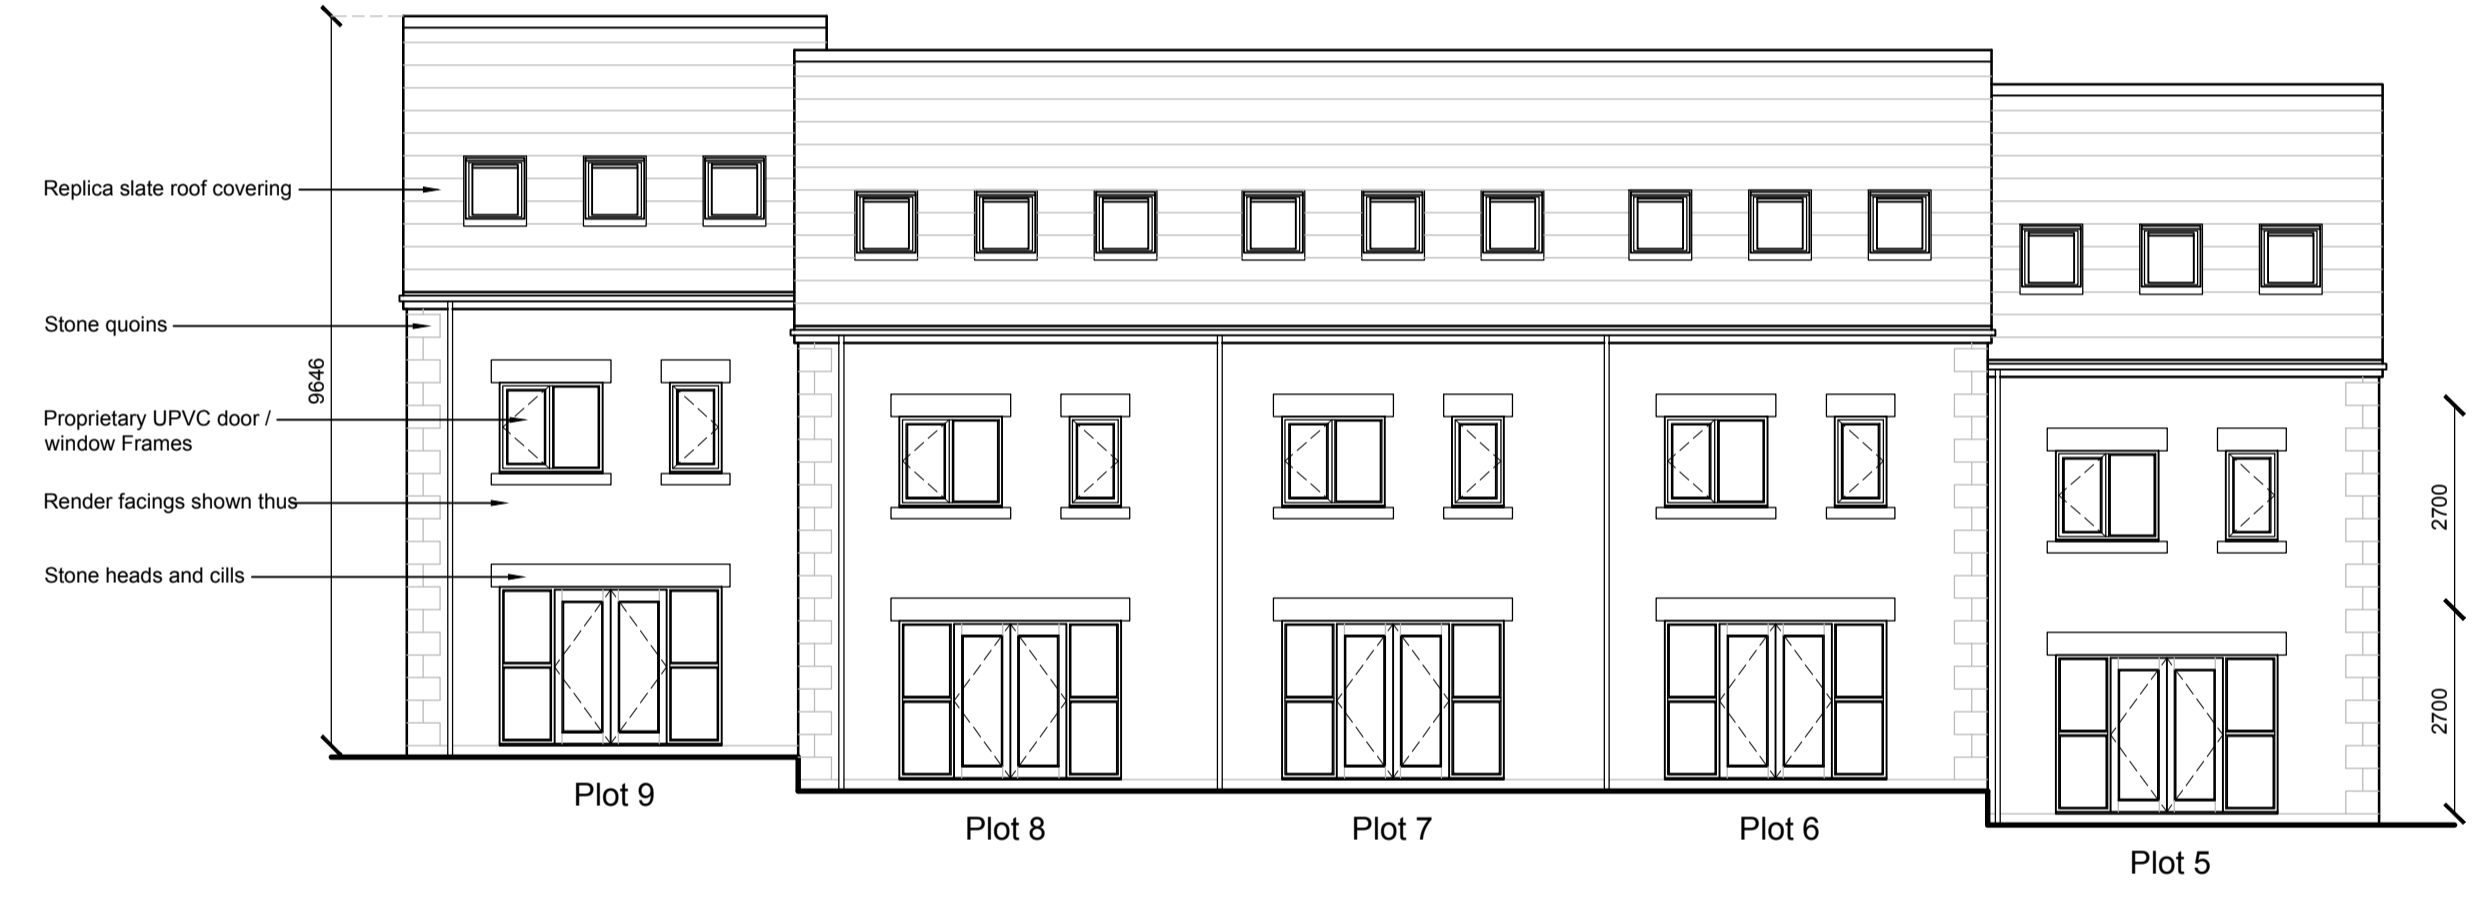 Replica slate roof covering
Stone quoins
9646
Proprietary UPVC door /
window Frames
Render facings shown thus
Stone heads and cills
2700
2700
Plot 9
Plot 8
Plot 7
Plot 6
Plot 5